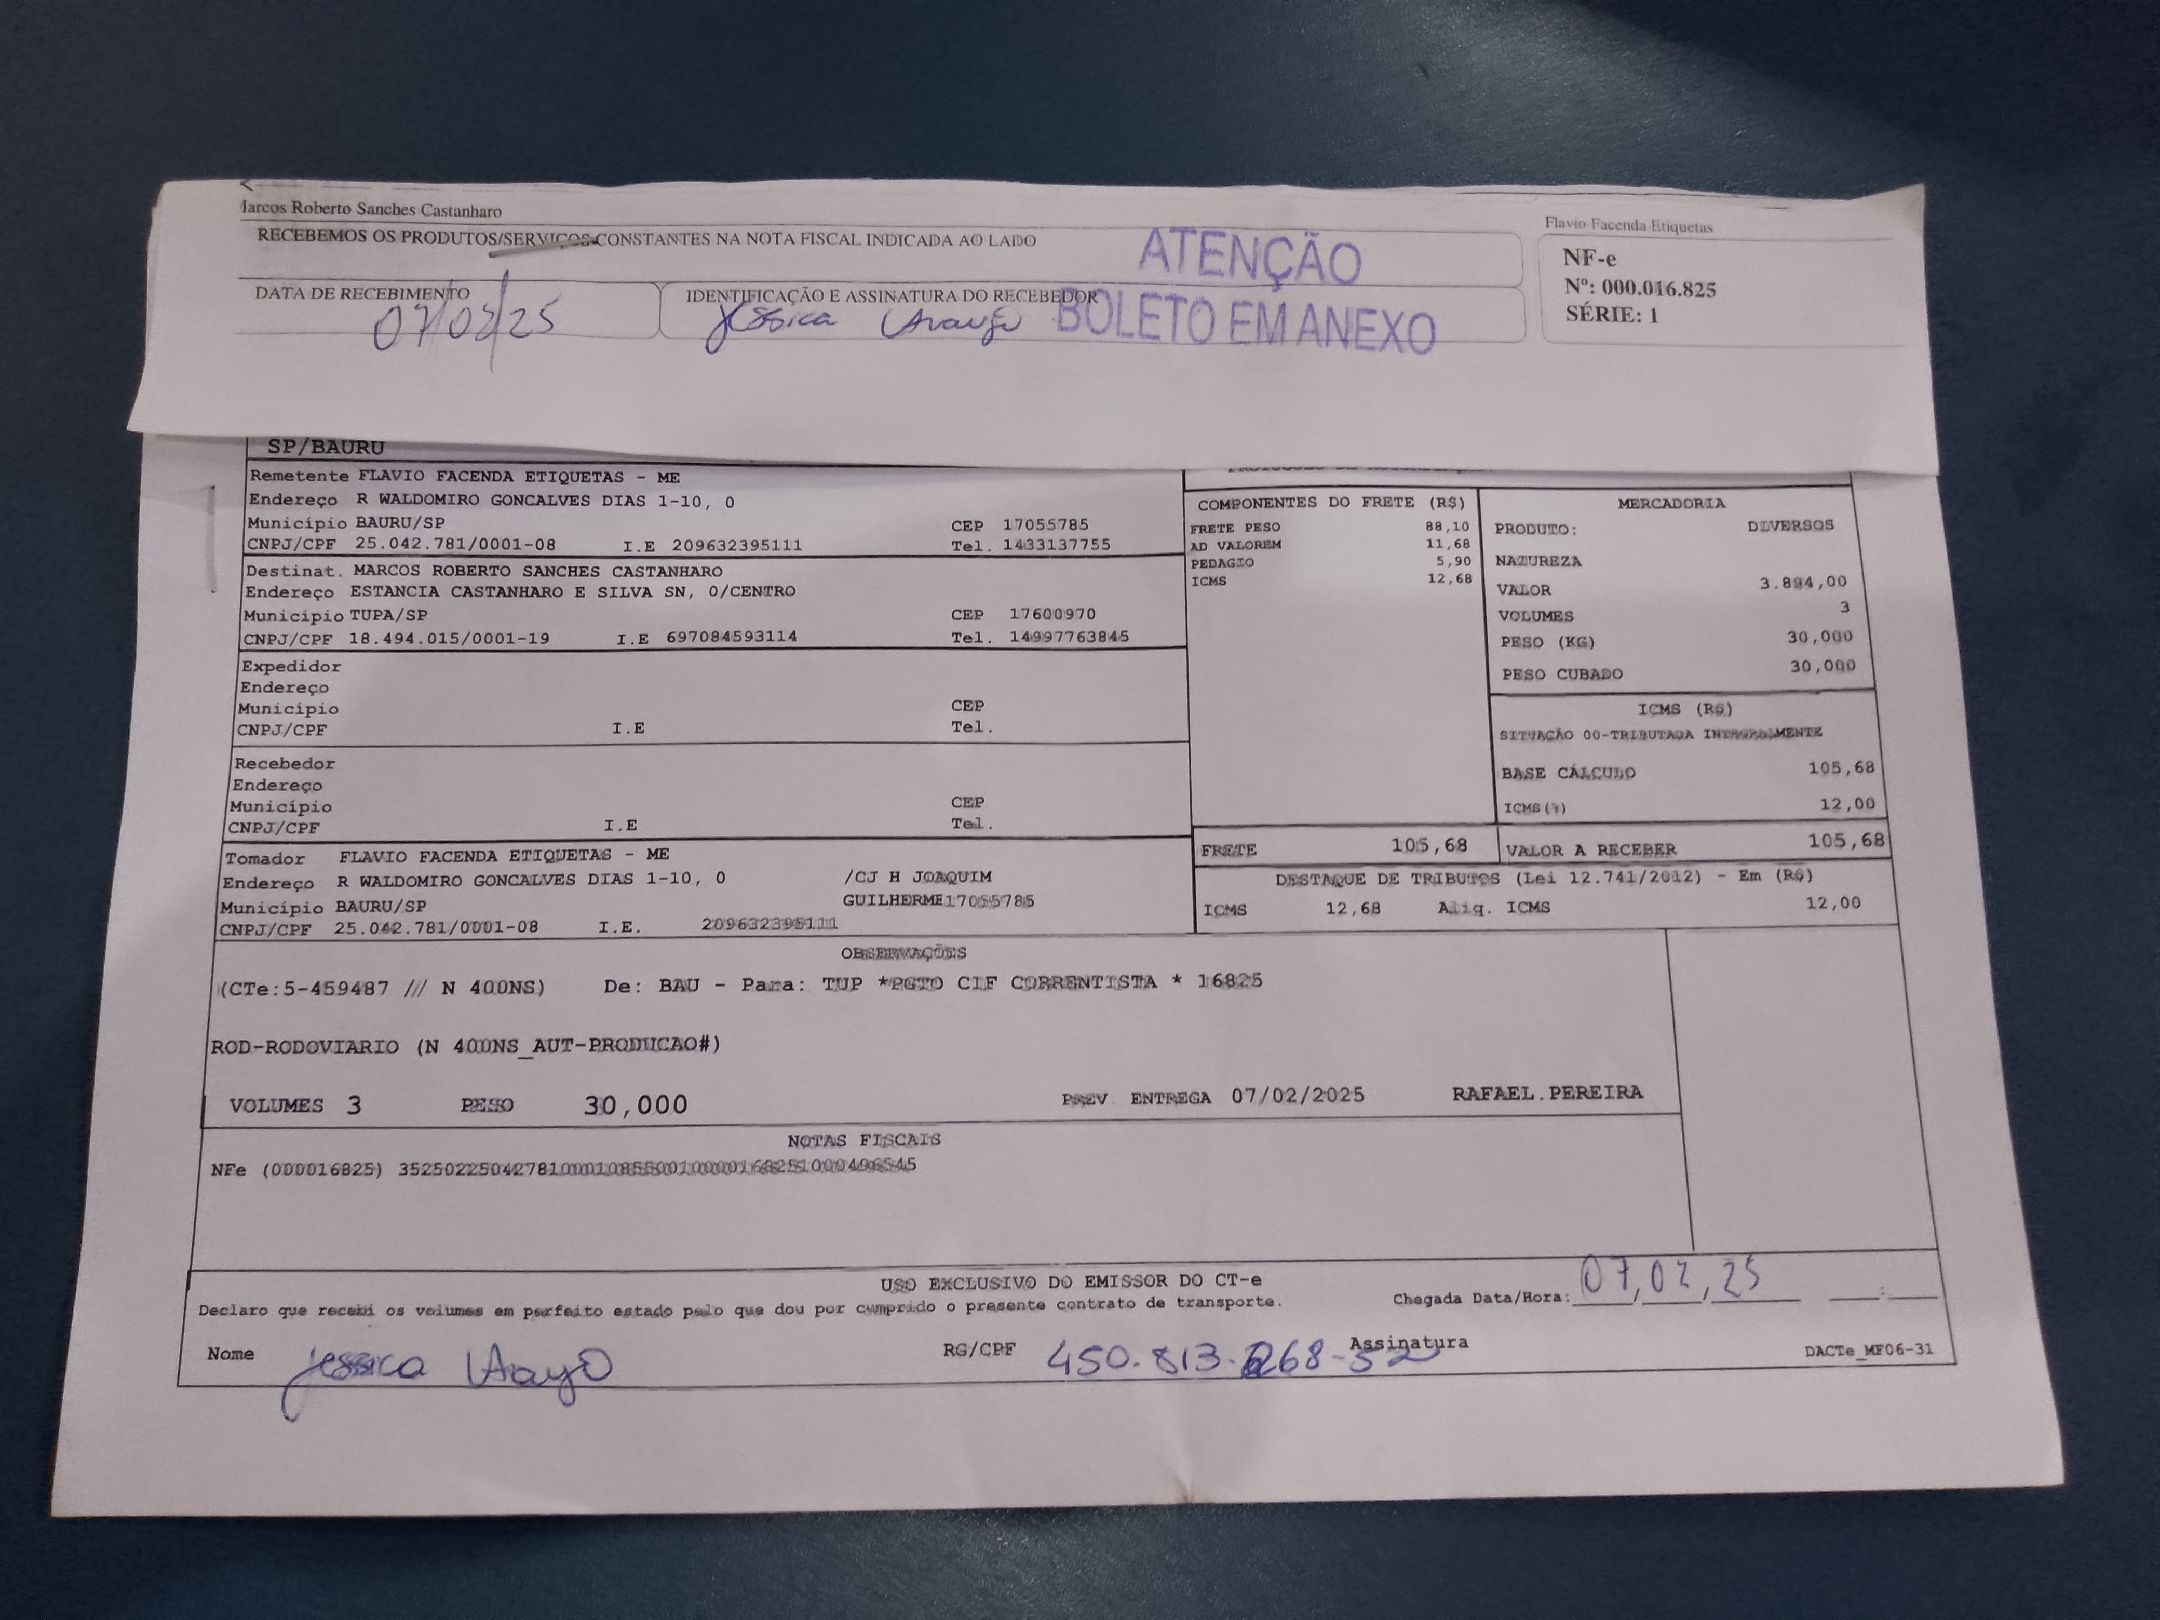 Marcos Roberto Sanches Castanharo
RECEBEMOS OS PRODUTOS/SERVIÇOS CONSTANTES NA NOTA FISCAL INDICADA AO LADO
ATENÇÃO
BOLETO EM ANEXO
DATA DE RECEBIMENTO
07/02/25
IDENTIFICAÇÃO E ASSINATURA DO RECEBEDOR
Jessica Araujo
Flavio Facenda Etiquetas
NF-e
Nº: 000.016.825
SÉRIE: 1
SP/BAURU
Remetente FLAVIO FACENDA ETIQUETAS - ME
Endereço R WALDOMIRO GONCALVES DIAS 1-10, 0
Município BAURU/SP CEP 17055785
CNPJ/CPF 25.042.781/0001-08 I.E 209632395111 Tel. 1433137755
Destinat. MARCOS ROBERTO SANCHES CASTANHARO
Endereço ESTANCIA CASTANHARO E SILVA SN, 0/CENTRO
Município TUPA/SP CEP 17600970
CNPJ/CPF 18.494.015/0001-19 I.E 697084593114 Tel. 14997763845
Expedidor
Endereço
Município CEP
CNPJ/CPF I.E Tel.
Recebedor
Endereço
Município CEP
CNPJ/CPF I.E Tel.
Tomador FLAVIO FACENDA ETIQUETAS - ME
Endereço R WALDOMIRO GONCALVES DIAS 1-10, 0 /CJ H JOAQUIM
Município BAURU/SP GUILHERME17055785
CNPJ/CPF 25.042.781/0001-08 I.E. 209632395111
COMPONENTES DO FRETE (R$)
FRETE PESO 88,10
AD VALOREM 11,68
PEDAGIO 5,90
ICMS 12,68
MERCADORIA
PRODUTO: DIVERSOS
NATUREZA
VALOR 3.894,00
VOLUMES 3
PESO (KG) 30,000
PESO CUBADO 30,000
ICMS (R$)
SITUAÇÃO 00-TRIBUTADA INTEGRALMENTE
BASE CÁLCULO 105,68
ICMS(%) 12,00
FRETE 105,68 VALOR A RECEBER 105,68
DESTAQUE DE TRIBUTOS (Lei 12.741/2012) - Em (R$)
ICMS 12,68 Aliq. ICMS 12,00
OBSERVAÇÕES
(CTe:5-459487 /// N 400NS) De: BAU - Para: TUP *PGTO CIF CORRENTISTA * 16825
ROD-RODOVIARIO (N 400NS_AUT-PRODUCAO#)
VOLUMES 3 PESO 30,000 PREV ENTREGA 07/02/2025 RAFAEL.PEREIRA
NOTAS FISCAIS
NFe (000016825) 35250225042781000108550010000168251000496545
USO EXCLUSIVO DO EMISSOR DO CT-e
Declaro que recebi os volumes em perfeito estado pelo que dou por cumprido o presente contrato de transporte.
Chegada Data/Hora: 07/02/25 :
Nome Jessica Araujo RG/CPF 450.813.268-52 Assinatura
DACTe_MF06-31